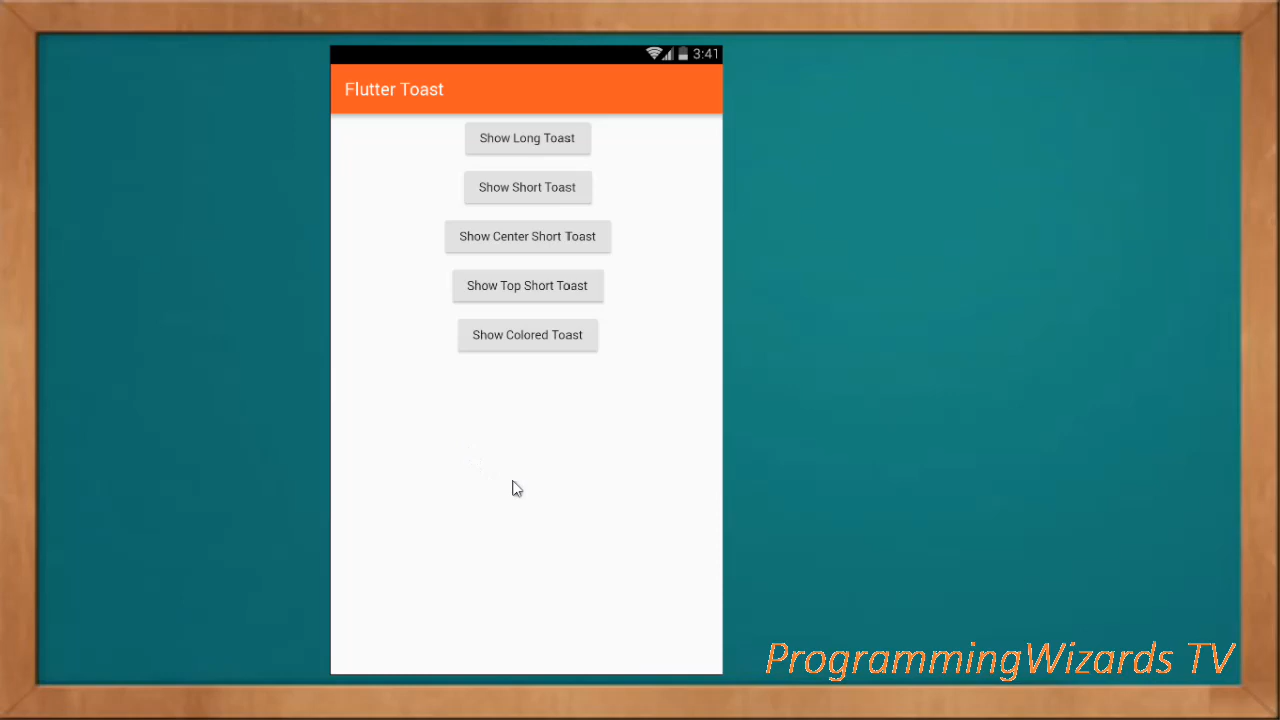 3:41
Flutter Toast
Show Long Toast
Show Short Toast
Show Center Short Toast
Show Top Short Toast
Show Colored Toast
ProgrammingWizards TV